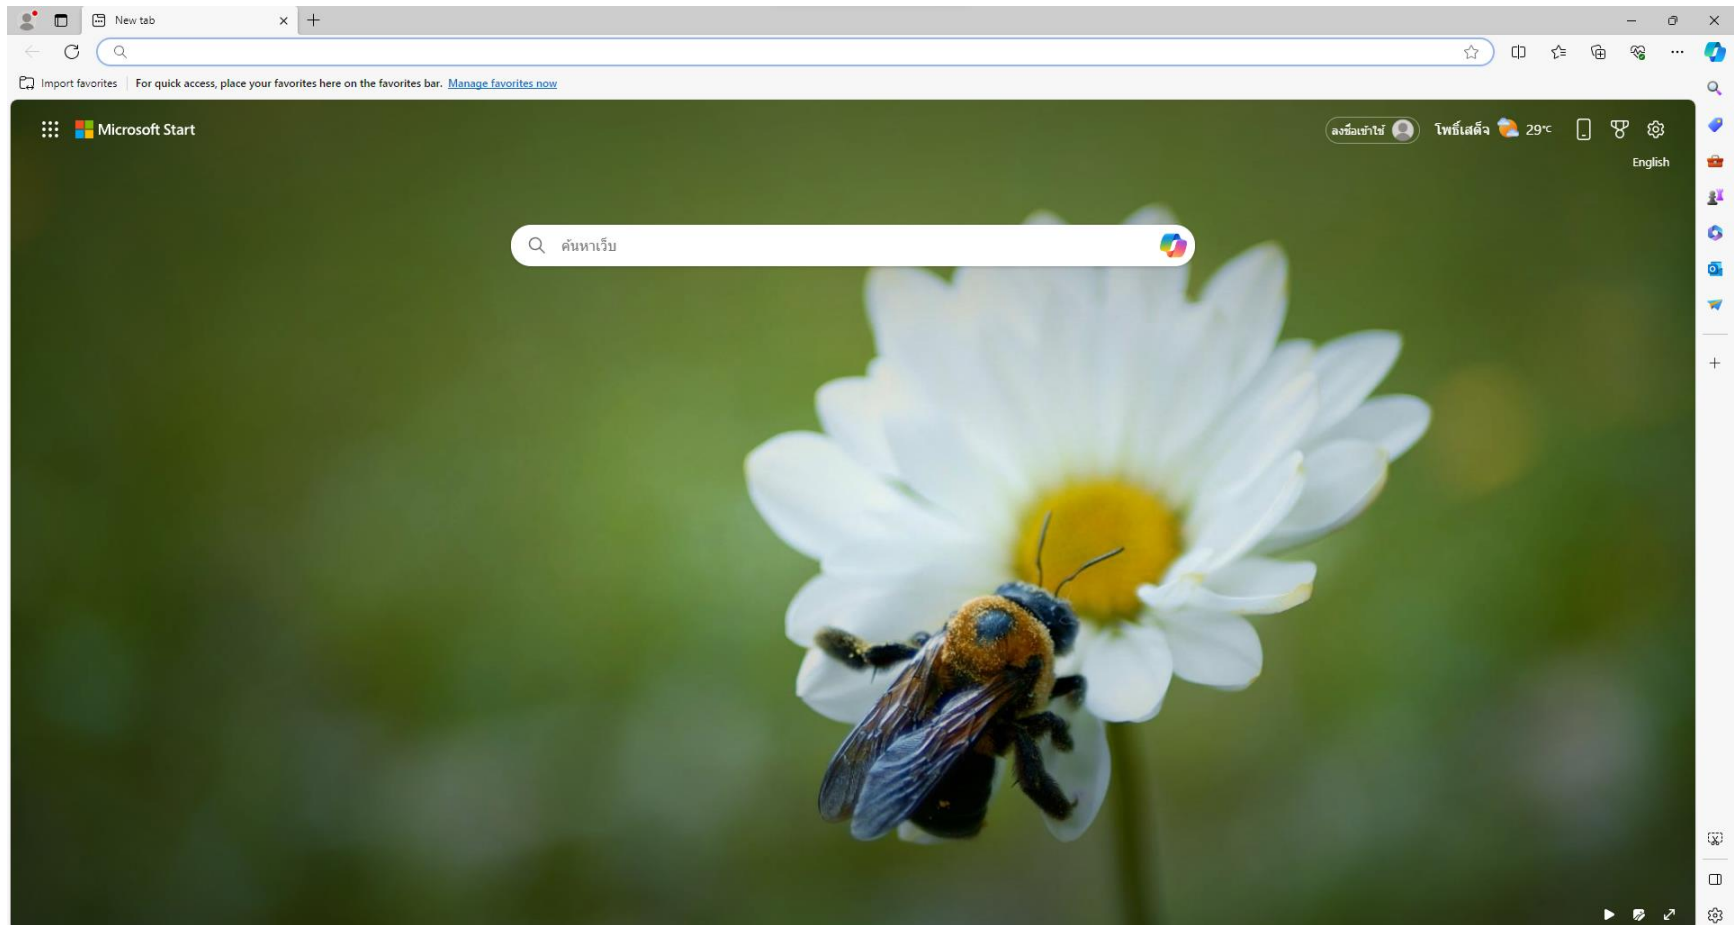 New tab
Import favorites
For quick access, place your favorites here on the favorites bar. Manage favorites now
Microsoft Start
ลงชื่อเข้าใช้
โพธิ์เสด็จ 29°C
English
ค้นหาเว็บ